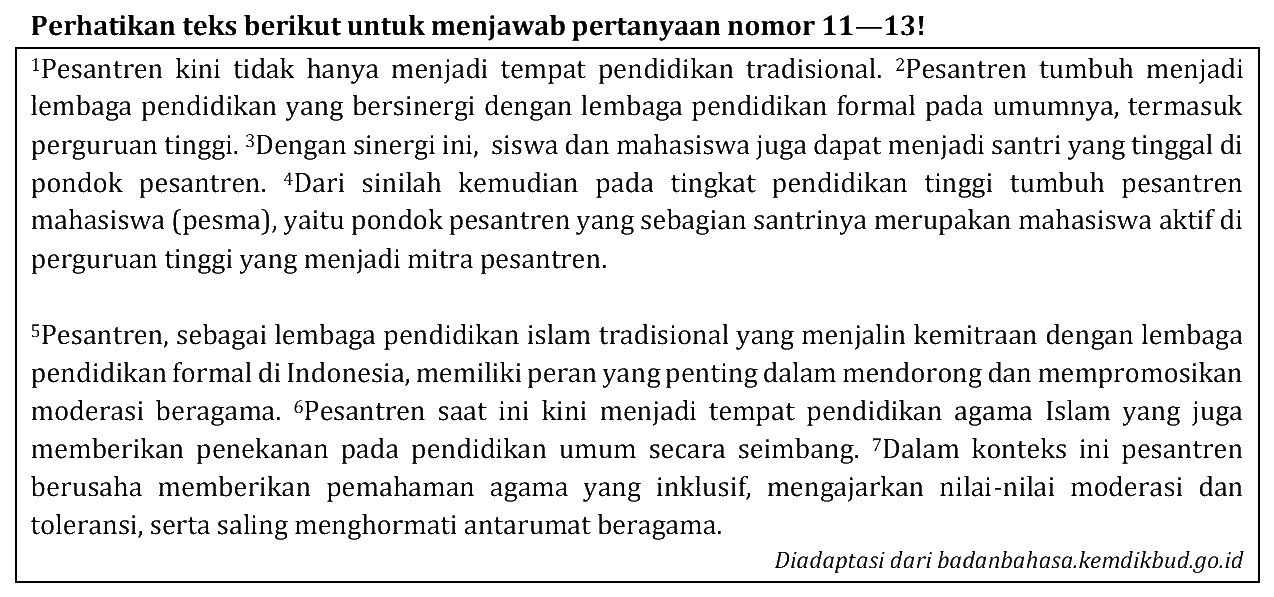 Perhatikan teks berikut untuk menjawab pertanyaan nomor 11—13!
¹Pesantren kini tidak hanya menjadi tempat pendidikan tradisional. ²Pesantren tumbuh menjadi
lembaga pendidikan yang bersinergi dengan lembaga pendidikan formal pada umumnya, termasuk
perguruan tinggi. ³Dengan sinergi ini, siswa dan mahasiswa juga dapat menjadi santri yang tinggal di
pondok pesantren. ⁴Dari sinilah kemudian pada tingkat pendidikan tinggi tumbuh pesantren
mahasiswa (pesma), yaitu pondok pesantren yang sebagian santrinya merupakan mahasiswa aktif di
perguruan tinggi yang menjadi mitra pesantren.
⁵Pesantren, sebagai lembaga pendidikan islam tradisional yang menjalin kemitraan dengan lembaga
pendidikan formal di Indonesia, memiliki peran yang penting dalam mendorong dan mempromosikan
moderasi beragama. ⁶Pesantren saat ini kini menjadi tempat pendidikan agama Islam yang juga
memberikan penekanan pada pendidikan umum secara seimbang. ⁷Dalam konteks ini pesantren
berusaha memberikan pemahaman agama yang inklusif, mengajarkan nilai-nilai moderasi dan
toleransi, serta saling menghormati antarumat beragama.
Diadaptasi dari badanbahasa.kemdikbud.go.id